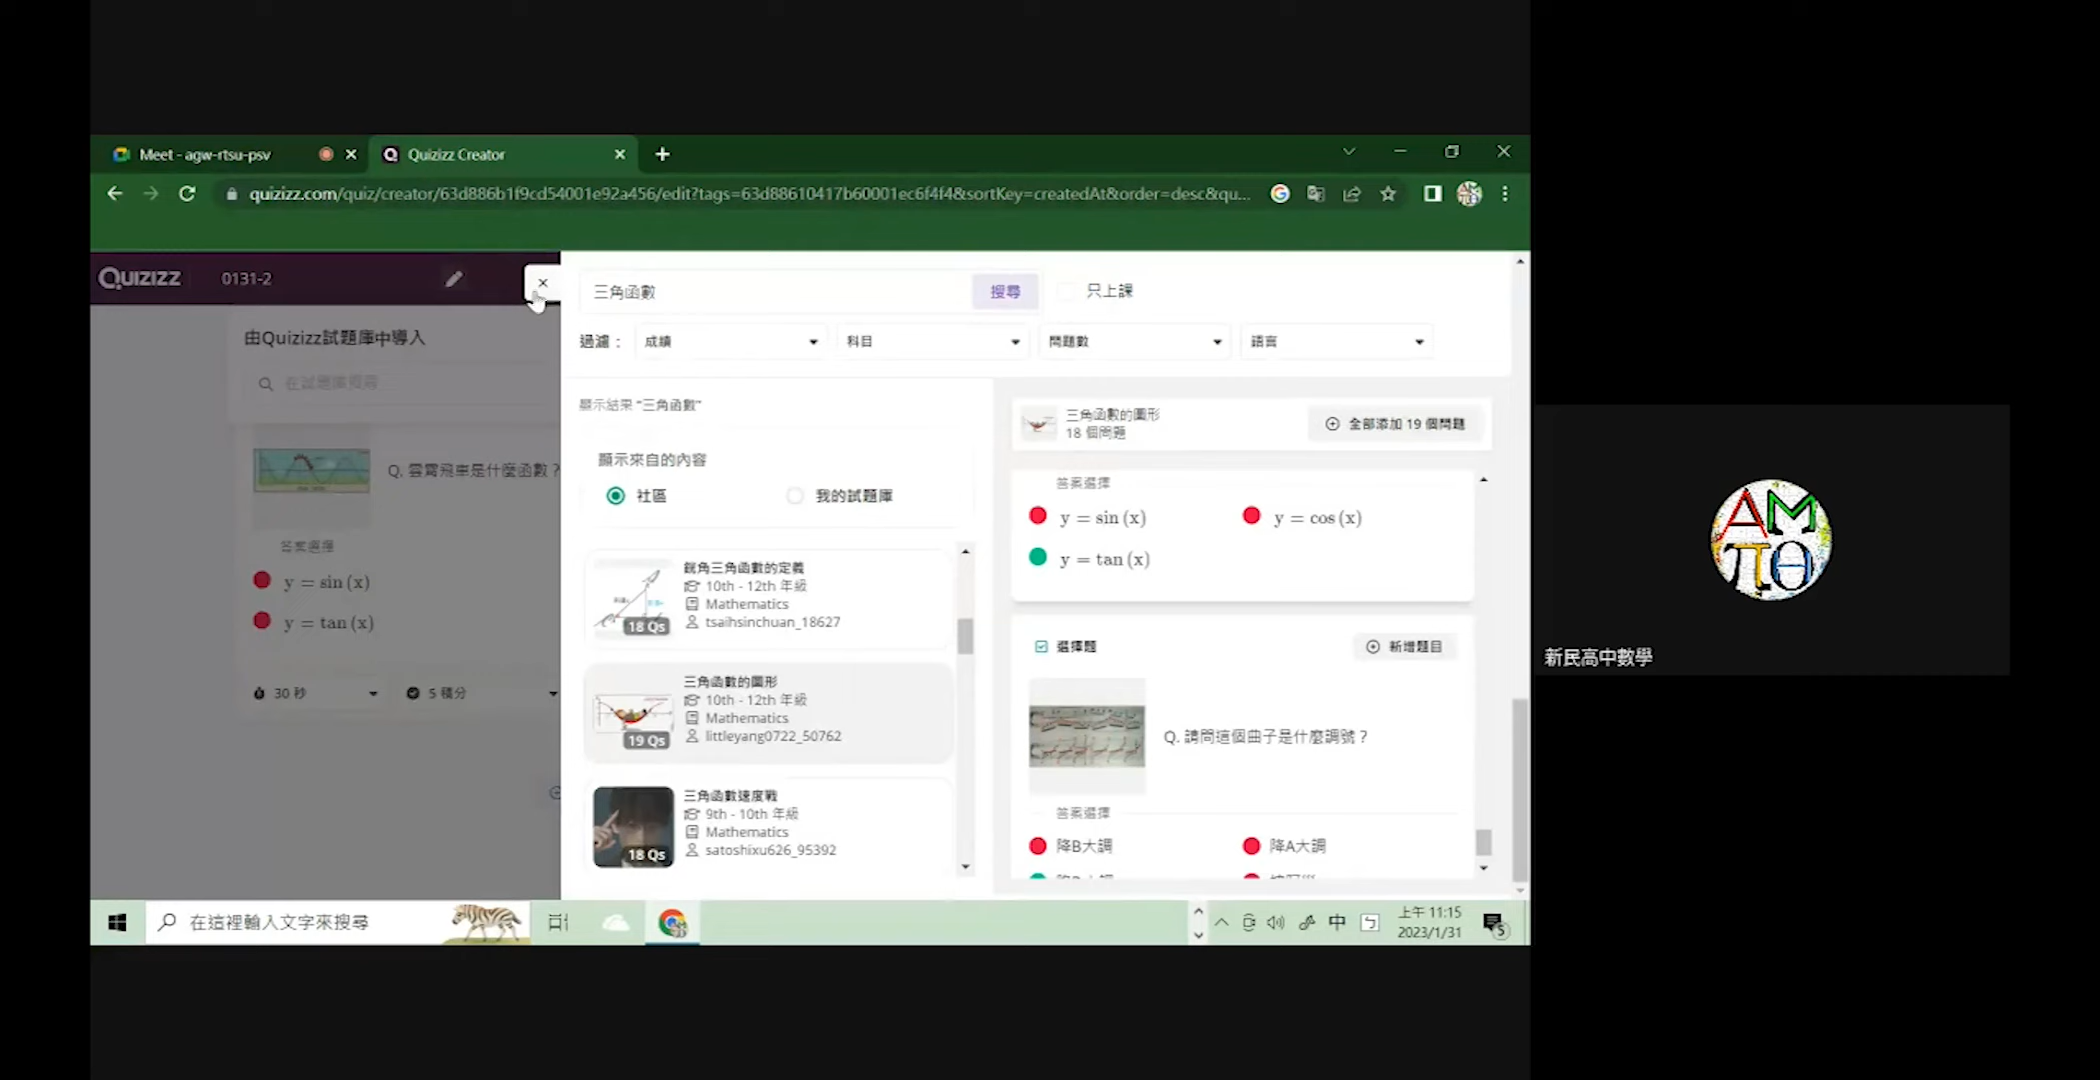 Meet - agw-rtsu-psv
Quizizz Creator
quizizz.com/quiz/creator/63d886b1f9cd54001e92a456/edit?tags=63d88610417b60001ec6f4f4&sortKey=createdAt&order=desc&qu...
Quizizz
0131-2
由Quizizz試題庫中導入
在試題庫搜尋
Q. 雲霄飛車是什麼函數？
答案選擇
y = sin (x)
y = tan (x)
30 秒
5 積分
三角函數
搜尋
只上課
過濾：
成績
科目
問題數
語言
顯示結果 “三角函數”
顯示來自的內容
社區
我的試題庫
銳角三角函數的定義
10th - 12th 年級
Mathematics
tsaihsinchuan_18627
18 Qs
三角函數的圖形
10th - 12th 年級
Mathematics
littleyang0722_50762
19 Qs
三角函數速度戰
9th - 10th 年級
Mathematics
satoshixu626_95392
18 Qs
三角函數的圖形
18 個問題
全部添加 19 個問題
答案選擇
y = sin (x)
y = cos (x)
y = tan (x)
選擇題
新增題目
Q. 請問這個曲子是什麼調號？
答案選擇
降B大調
降A大調
在這裡輸入文字來搜尋
中
上午 11:15
2023/1/31
5
AM
πθ
新民高中數學